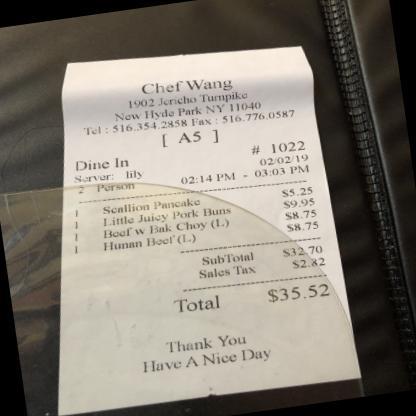 Chef Wang
1902 Jericho Turnpike
New Hyde Park NY 11040
Tel : 516.354.2858 Fax : 516.776.0587
[ A5 ]
Dine In # 1022
Server: lily 02/02/19
2 Person 02:14 PM - 03:03 PM
1 Scallion Pancake $5.25
1 Little Juicy Pork Buns $9.95
1 Beef w Bak Choy (L) $8.75
1 Hunan Beef (L) $8.75
SubTotal $32.70
Sales Tax $2.82
Total $35.52
Thank You
Have A Nice Day